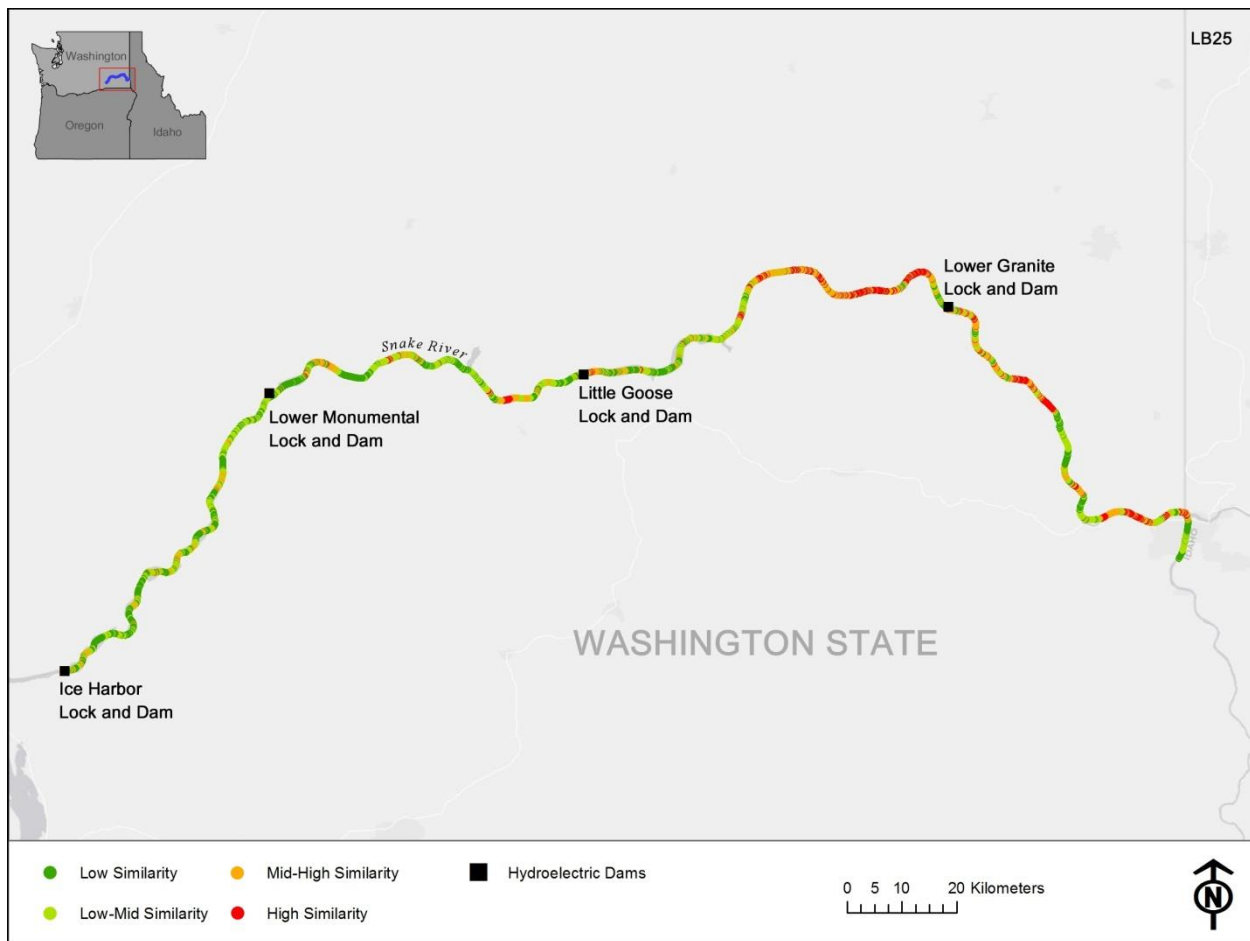 Washington
Oregon
Idaho
LB25
Lower Granite
Lock and Dam
Snake River
Little Goose
Lock and Dam
Lower Monumental
Lock and Dam
IDAHO
WASHINGTON STATE
Ice Harbor
Lock and Dam
Low Similarity
Mid-High Similarity
Hydroelectric Dams
Low-Mid Similarity
High Similarity
0 5 10 20 Kilometers
N